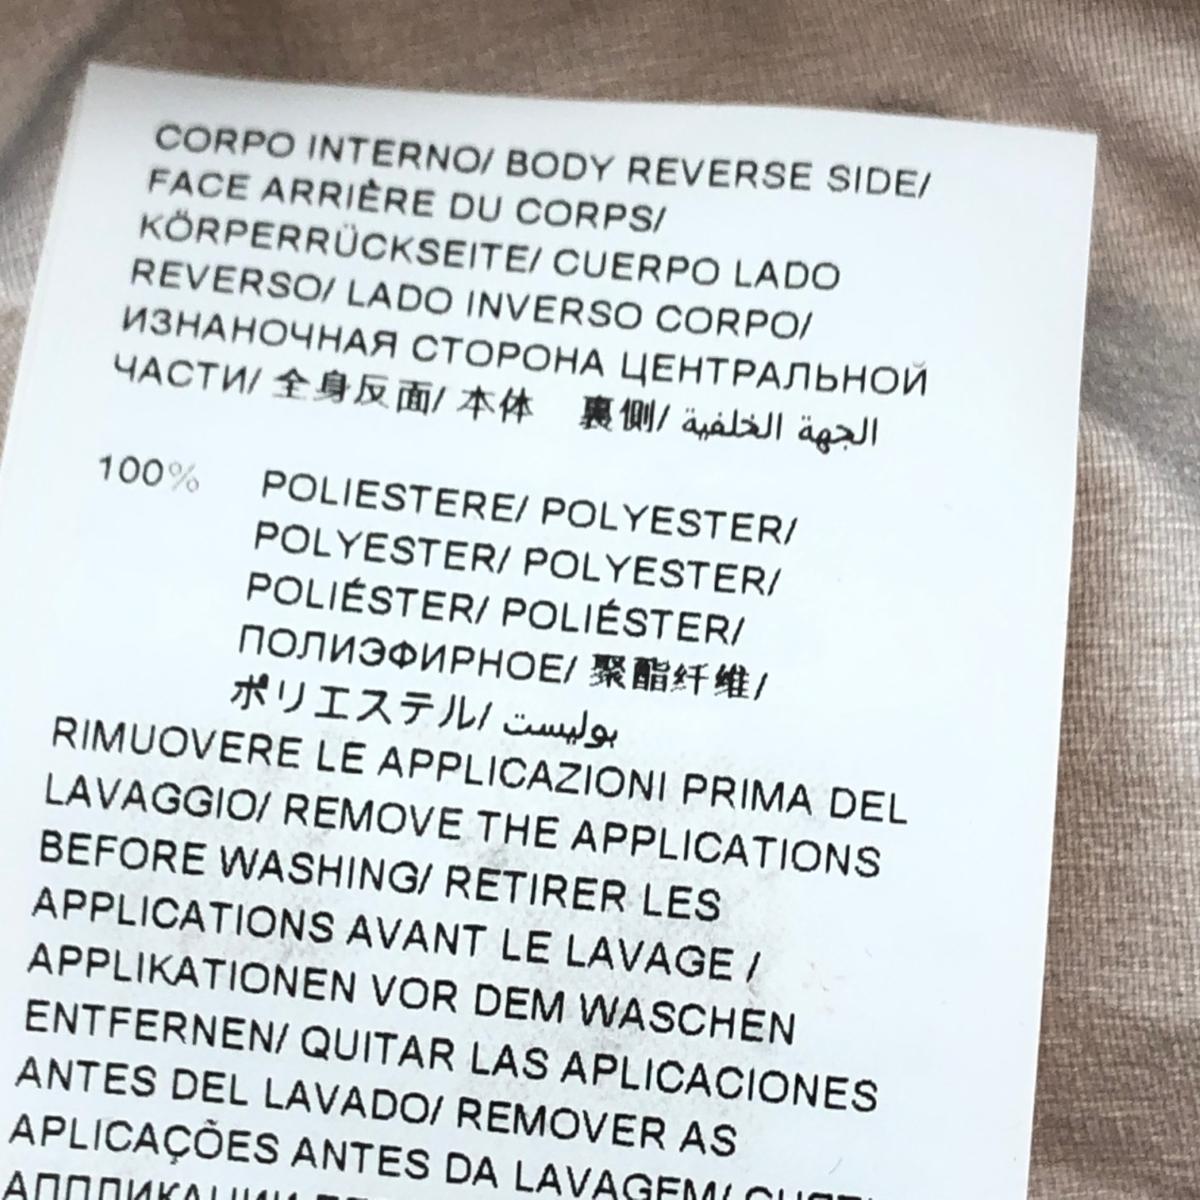 CORPO INTERNO/ BODY REVERSE SIDE/
FACE ARRIÈRE DU CORPS/
KÖRPERRÜCKSEITE/ CUERPO LADO
REVERSO/ LADO INVERSO CORPO/
ИЗНАНОЧНАЯ СТОРОНА ЦЕНТРАЛЬНОЙ
ЧАСТИ/ 全身反面/ 本体　裏側/ الجهة الخلفية
100% POLIESTERE/ POLYESTER/
POLYESTER/ POLYESTER/
POLIÉSTER/ POLIÉSTER/
ПОЛИЭФИРНОЕ/ 聚酯纤维/
ポリエステル/ بوليست
RIMUOVERE LE APPLICAZIONI PRIMA DEL
LAVAGGIO/ REMOVE THE APPLICATIONS
BEFORE WASHING/ RETIRER LES
APPLICATIONS AVANT LE LAVAGE /
APPLIKATIONEN VOR DEM WASCHEN
ENTFERNEN/ QUITAR LAS APLICACIONES
ANTES DEL LAVADO/ REMOVER AS
APLICAÇÕES ANTES DA LAVAGEM/